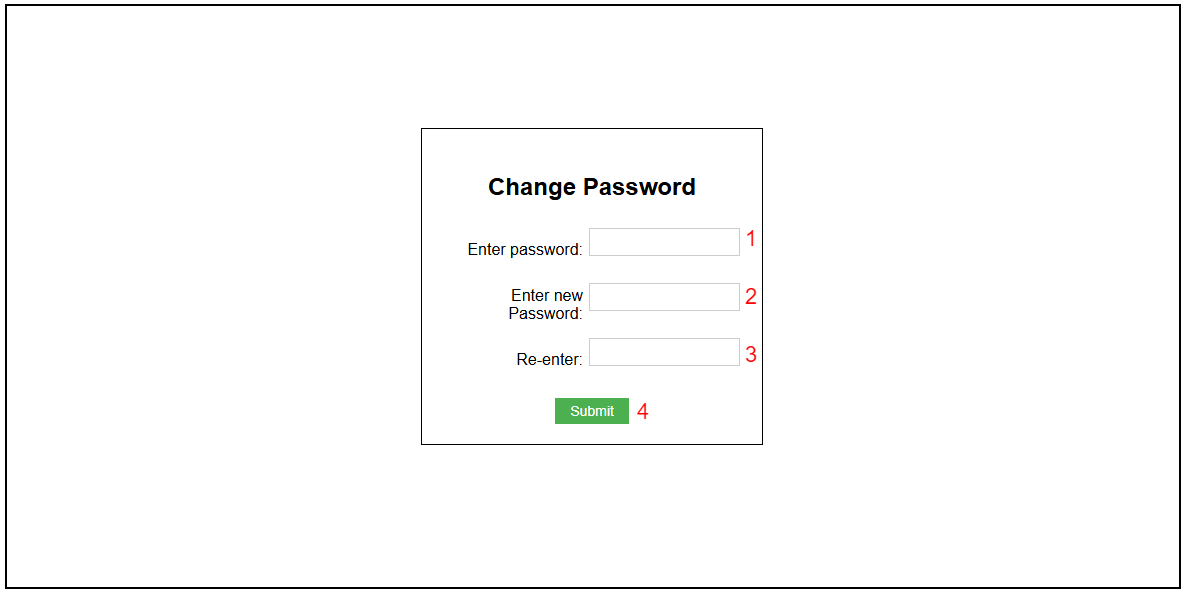 Change Password
Enter password: 1
Enter new 2
Password:
Re-enter: 3
Submit 4